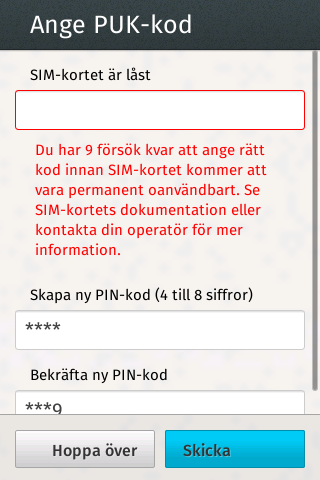 Ange PUK-kod
SIM-kortet är låst
Du har 9 försök kvar att ange rätt
kod innan SIM-kortet kommer att
vara permanent oanvändbart. Se
SIM-kortets dokumentation eller
kontakta din operatör för mer
information.
Skapa ny PIN-kod (4 till 8 siffror)
****
Bekräfta ny PIN-kod
***9
Hoppa över
Skicka